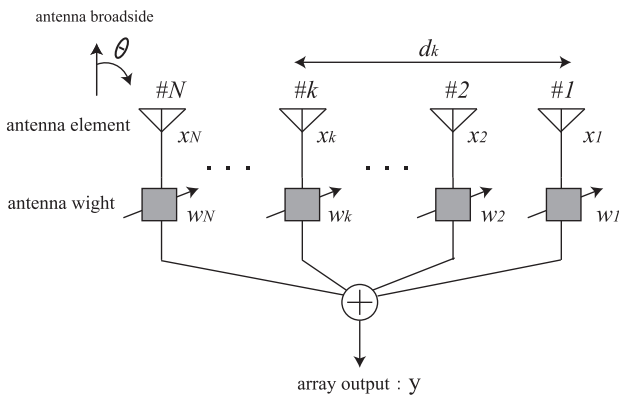 antenna broadside
θ
dk
#N #k #2 #1
antenna element
xN xk x2 x1
. . . . . .
antenna wight
wN wk w2 w1
+
array output : y